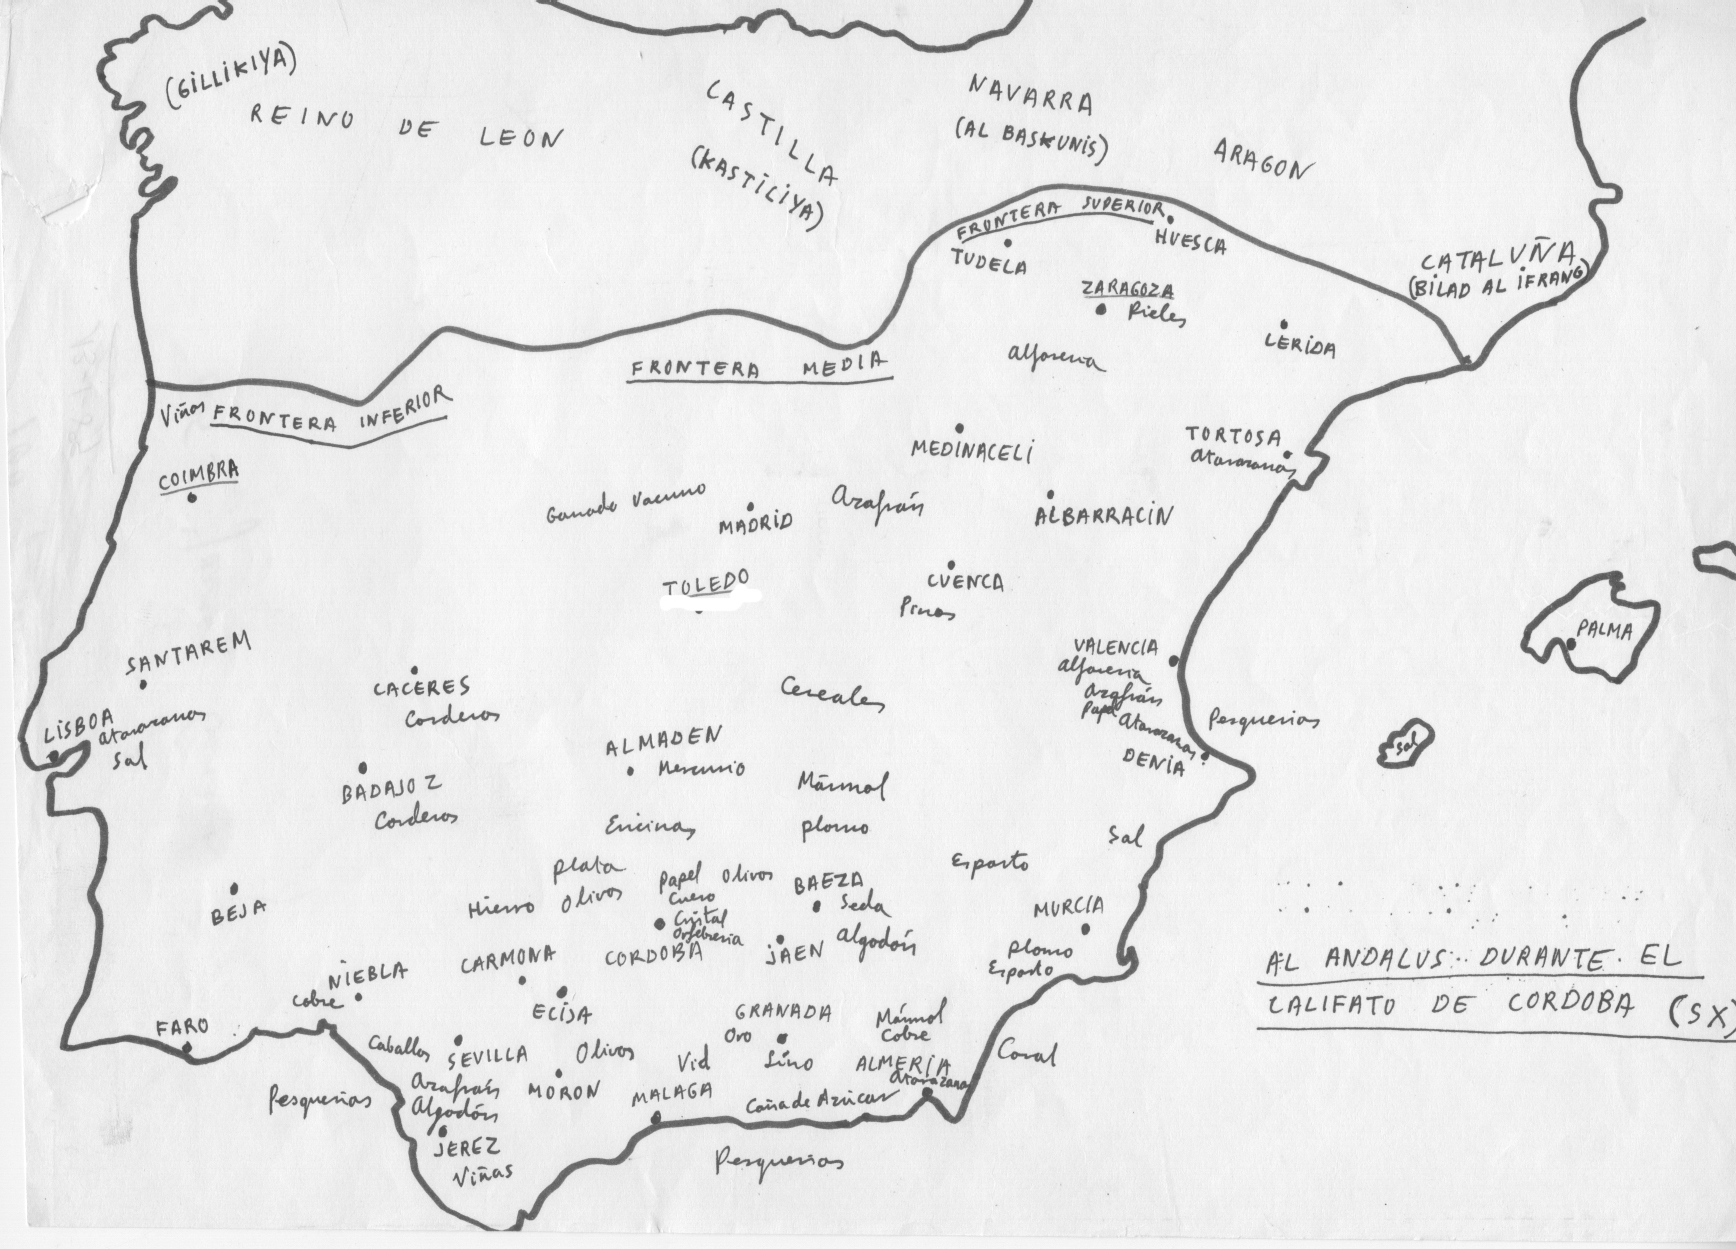 (GILLIKIYA)
REINO DE LEON
CASTILLA
(KASTILIYA)
NAVARRA
(AL BASKUNIS)
ARAGON
CATALUÑA
(BILAD AL IFRANG)
FRONTERA SUPERIOR
HUESCA
TUDELA
ZARAGOZA
Pieles
LERIDA
alfareria
FRONTERA MEDIA
Viñas
FRONTERA INFERIOR
COIMBRA
MEDINACELI
TORTOSA
atarazanas
Ganado Vacuno
MADRID
Azafrán
ALBARRACIN
TOLEDO
CUENCA
Pinos
PALMA
SANTAREM
VALENCIA
alfareria
Azafrán
Papel
Atarazanas
DENIA
Pesquerias
Sal
CACERES
Corderos
Cereales
LISBOA
atarazanas
Sal
ALMADEN
Mercurio
BADAJOZ
Corderos
Mármol
plomo
Encinas
Sal
Esparto
plata
Olivos
Hierro
Papel
Cuero
Cristal
Orfebreria
CORDOBA
Olivos
BAEZA
Seda
Algodón
JAEN
BEJA
MURCIA
plomo
Esparto
NIEBLA
Cobre
CARMONA
ECIJA
FARO
AL ANDALUS DURANTE EL
CALIFATO DE CORDOBA (SX)
Caballos
SEVILLA
Azafrán
Algodón
Olivos
MORON
GRANADA
Oro
Lino
Vid
MALAGA
Mármol
Cobre
ALMERIA
Atarazanas
Caña de Azúcar
Coral
Pesquerias
JEREZ
Viñas
Pesquerias